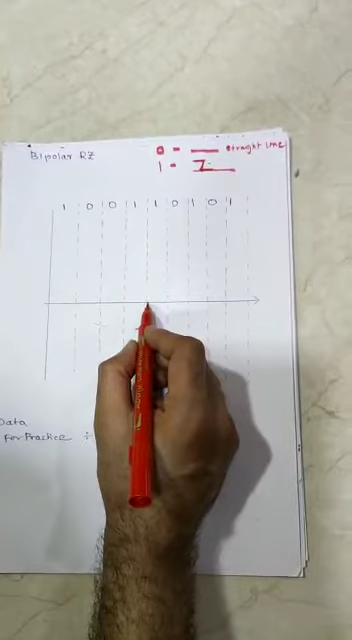 Bipolar RZ
0 = — straight line
1 =
1 0 0 1 1 0 1 0 1
Data
For Practice ÷